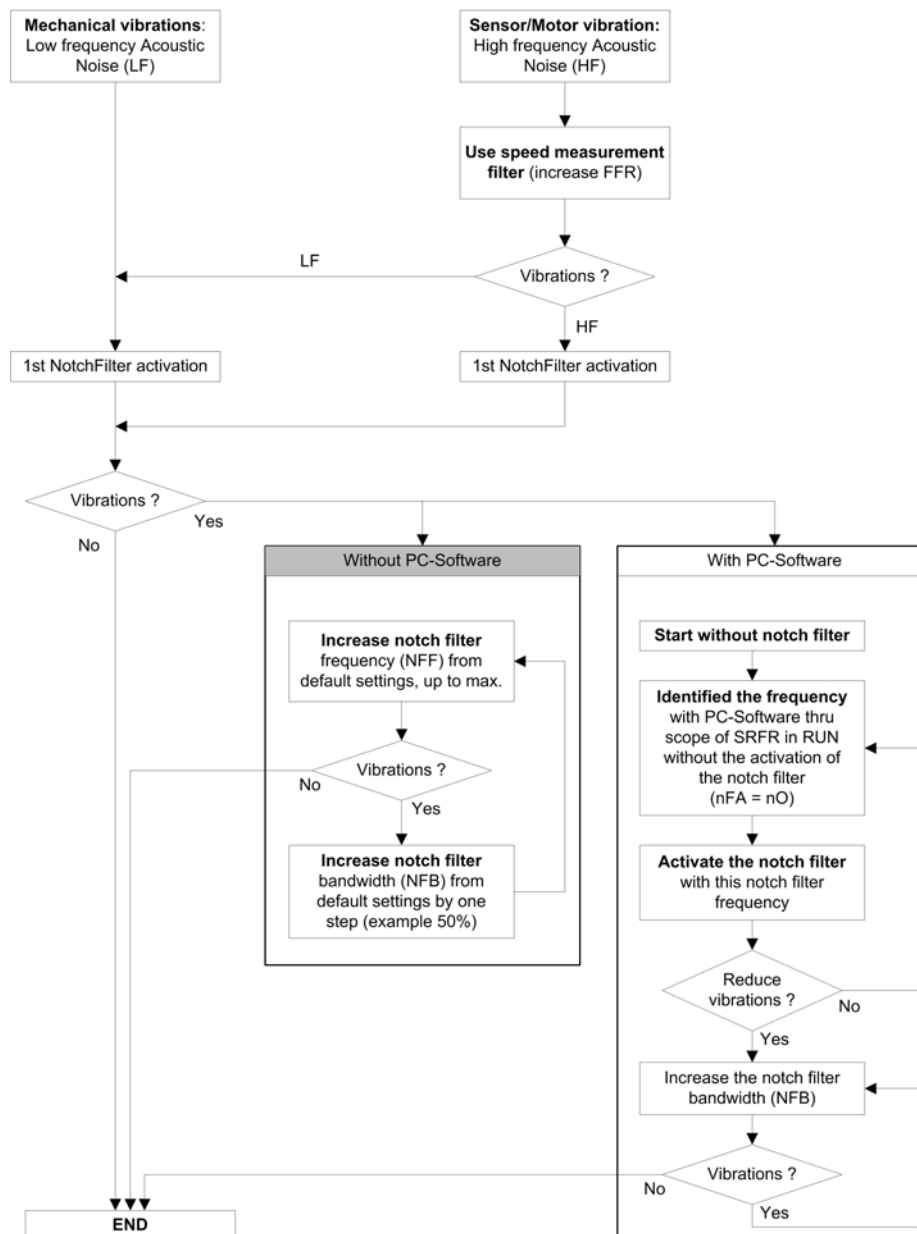 Mechanical vibrations:
Low frequency Acoustic
Noise (LF)
Sensor/Motor vibration:
High frequency Acoustic
Noise (HF)
Use speed measurement
filter (increase FFR)
LF
Vibrations ?
HF
1st NotchFilter activation
1st NotchFilter activation
Vibrations ?
Yes
No
Without PC-Software
Increase notch filter
frequency (NFF) from
default settings, up to max.
Vibrations ?
No
Yes
Increase notch filter
bandwidth (NFB) from
default settings by one
step (example 50%)
With PC-Software
Start without notch filter
Identified the frequency
with PC-Software thru
scope of SRFR in RUN
without the activation of
the notch filter
(nFA = nO)
Activate the notch filter
with this notch filter
frequency
Reduce
vibrations ?
No
Yes
Increase the notch filter
bandwidth (NFB)
Vibrations ?
No
Yes
END